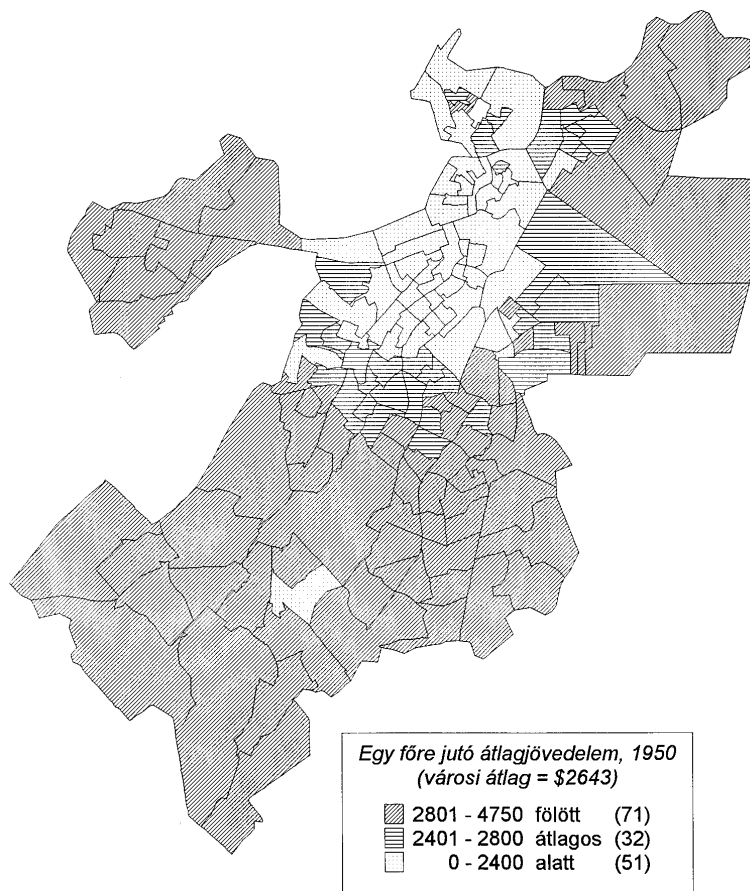 Egy főre jutó átlagjövedelem, 1950
(városi átlag = $2643)
2801 - 4750 fölött (71)
2401 - 2800 átlagos (32)
0 - 2400 alatt (51)